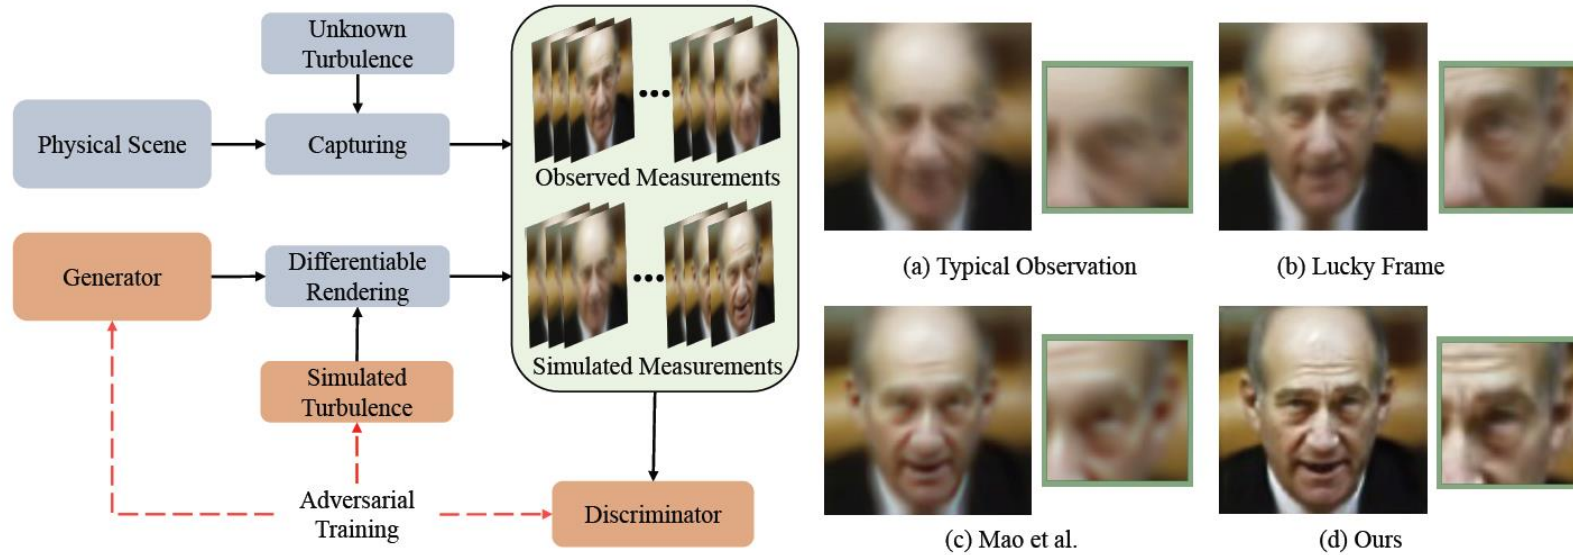 Unknown
Turbulence
Physical Scene
Capturing
Observed Measurements
Generator
Differentiable
Rendering
Simulated Measurements
Simulated
Turbulence
Adversarial
Training
Discriminator
(a) Typical Observation
(b) Lucky Frame
(c) Mao et al.
(d) Ours